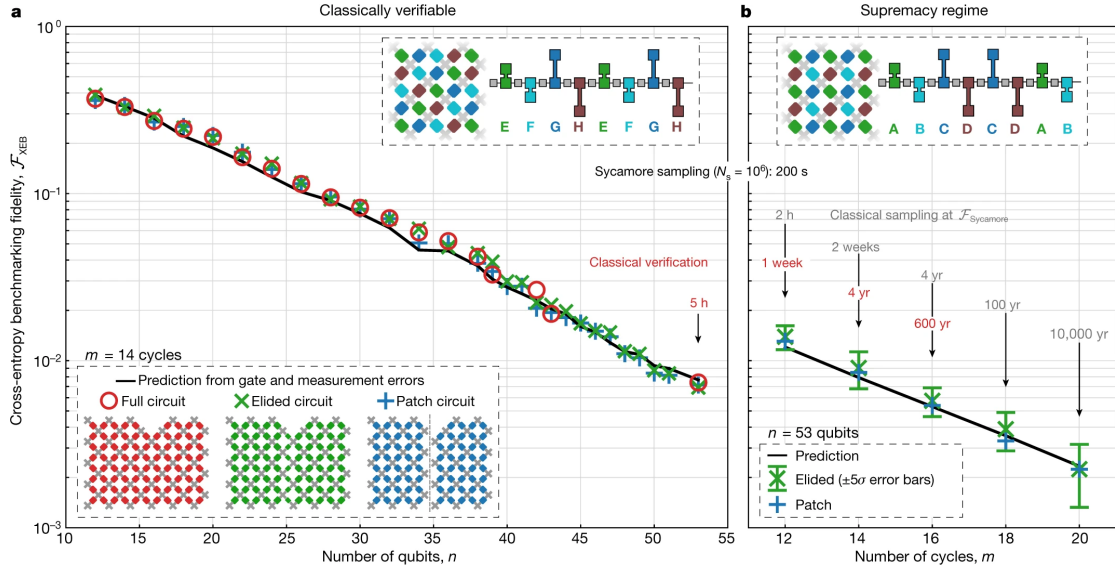 a
Classically verifiable
b
Supremacy regime
Cross-entropy benchmarking fidelity, 𝓕XEB
10⁰
10⁻¹
10⁻²
10⁻³
E F G H E F G H
A B C D C D A B
Sycamore sampling (Nₛ = 10⁶): 200 s
Classical sampling at 𝓕Sycamore
2 h
1 week
2 weeks
4 yr
4 yr
600 yr
100 yr
10,000 yr
Classical verification
5 h
m = 14 cycles
Prediction from gate and measurement errors
Full circuit
Elided circuit
Patch circuit
n = 53 qubits
Prediction
Elided (±5σ error bars)
Patch
10 15 20 25 30 35 40 45 50 55
Number of qubits, n
12 14 16 18 20
Number of cycles, m